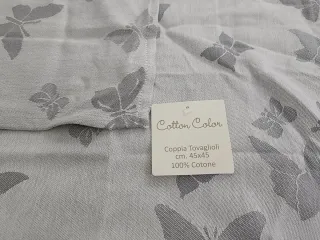 Cotton Color
Coppia Tovaglioli
cm. 45x45
100% Cotone